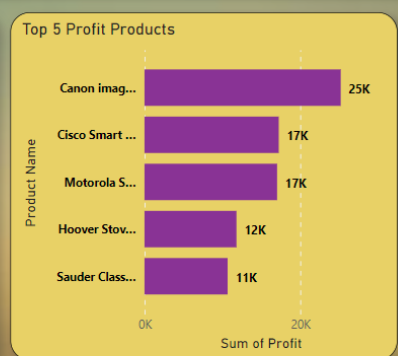 Top 5 Profit Products
Product Name
Canon imag...
25K
Cisco Smart ...
17K
Motorola S...
17K
Hoover Stov...
12K
Sauder Class...
11K
0K
20K
Sum of Profit